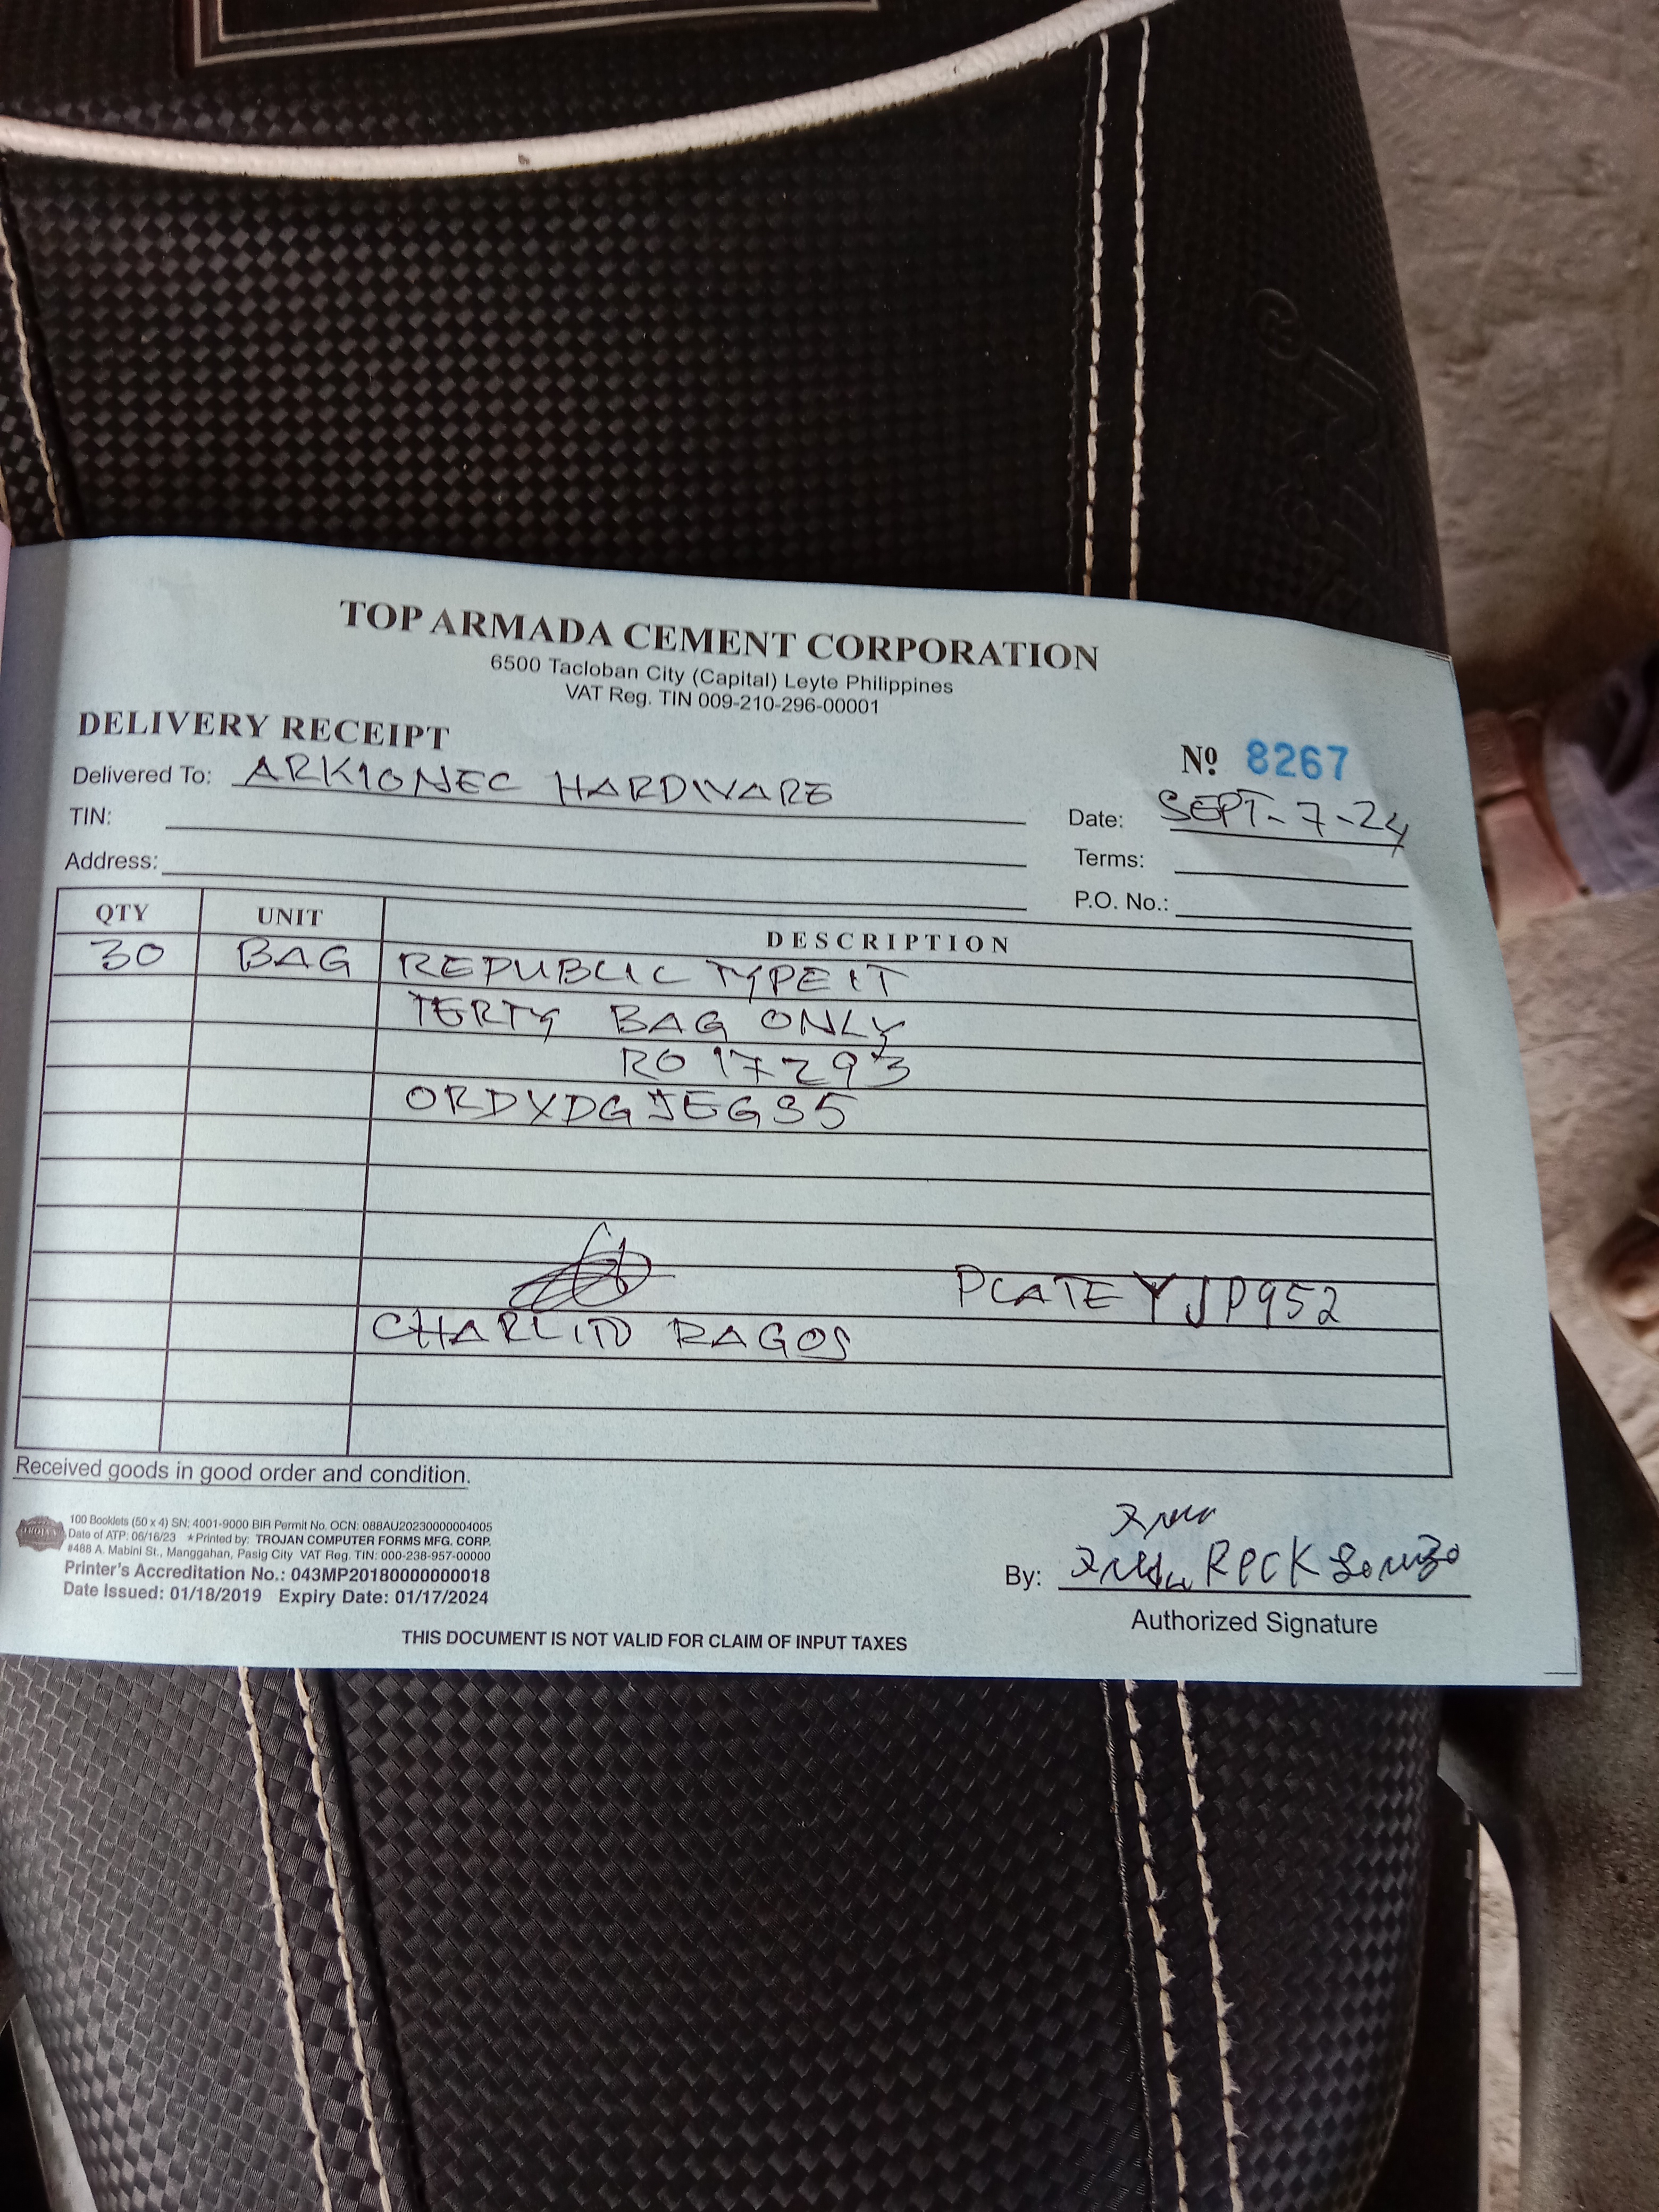 TOP ARMADA CEMENT CORPORATION
6500 Tacloban City (Capital) Leyte Philippines
VAT Reg. TIN 009-210-296-00001
DELIVERY RECEIPT
Nº 8267
Delivered To: ARKIONEC HARDWARE
Date: SEPT-7-24
TIN:
Terms:
Address:
P.O. No.:
QTY UNIT DESCRIPTION
30 BAG REPUBLIC TYPE 1T
TERTY BAG ONLY
RO 17293
ORDYDGJEG95
PLATE YJP952
CHARLITO RAGOS
Received goods in good order and condition.
100 Booklets (50 x 4) SN: 4001-9000 BIR Permit No. OCN: 088AU20230000004005
Date of ATP: 06/16/23 ★Printed by: TROJAN COMPUTER FORMS MFG. CORP.
#488 A. Mabini St., Manggahan, Pasig City VAT Reg. TIN: 000-238-957-00000
Printer's Accreditation No.: 043MP20180000000018
Date Issued: 01/18/2019 Expiry Date: 01/17/2024
By: RECK
Authorized Signature
THIS DOCUMENT IS NOT VALID FOR CLAIM OF INPUT TAXES